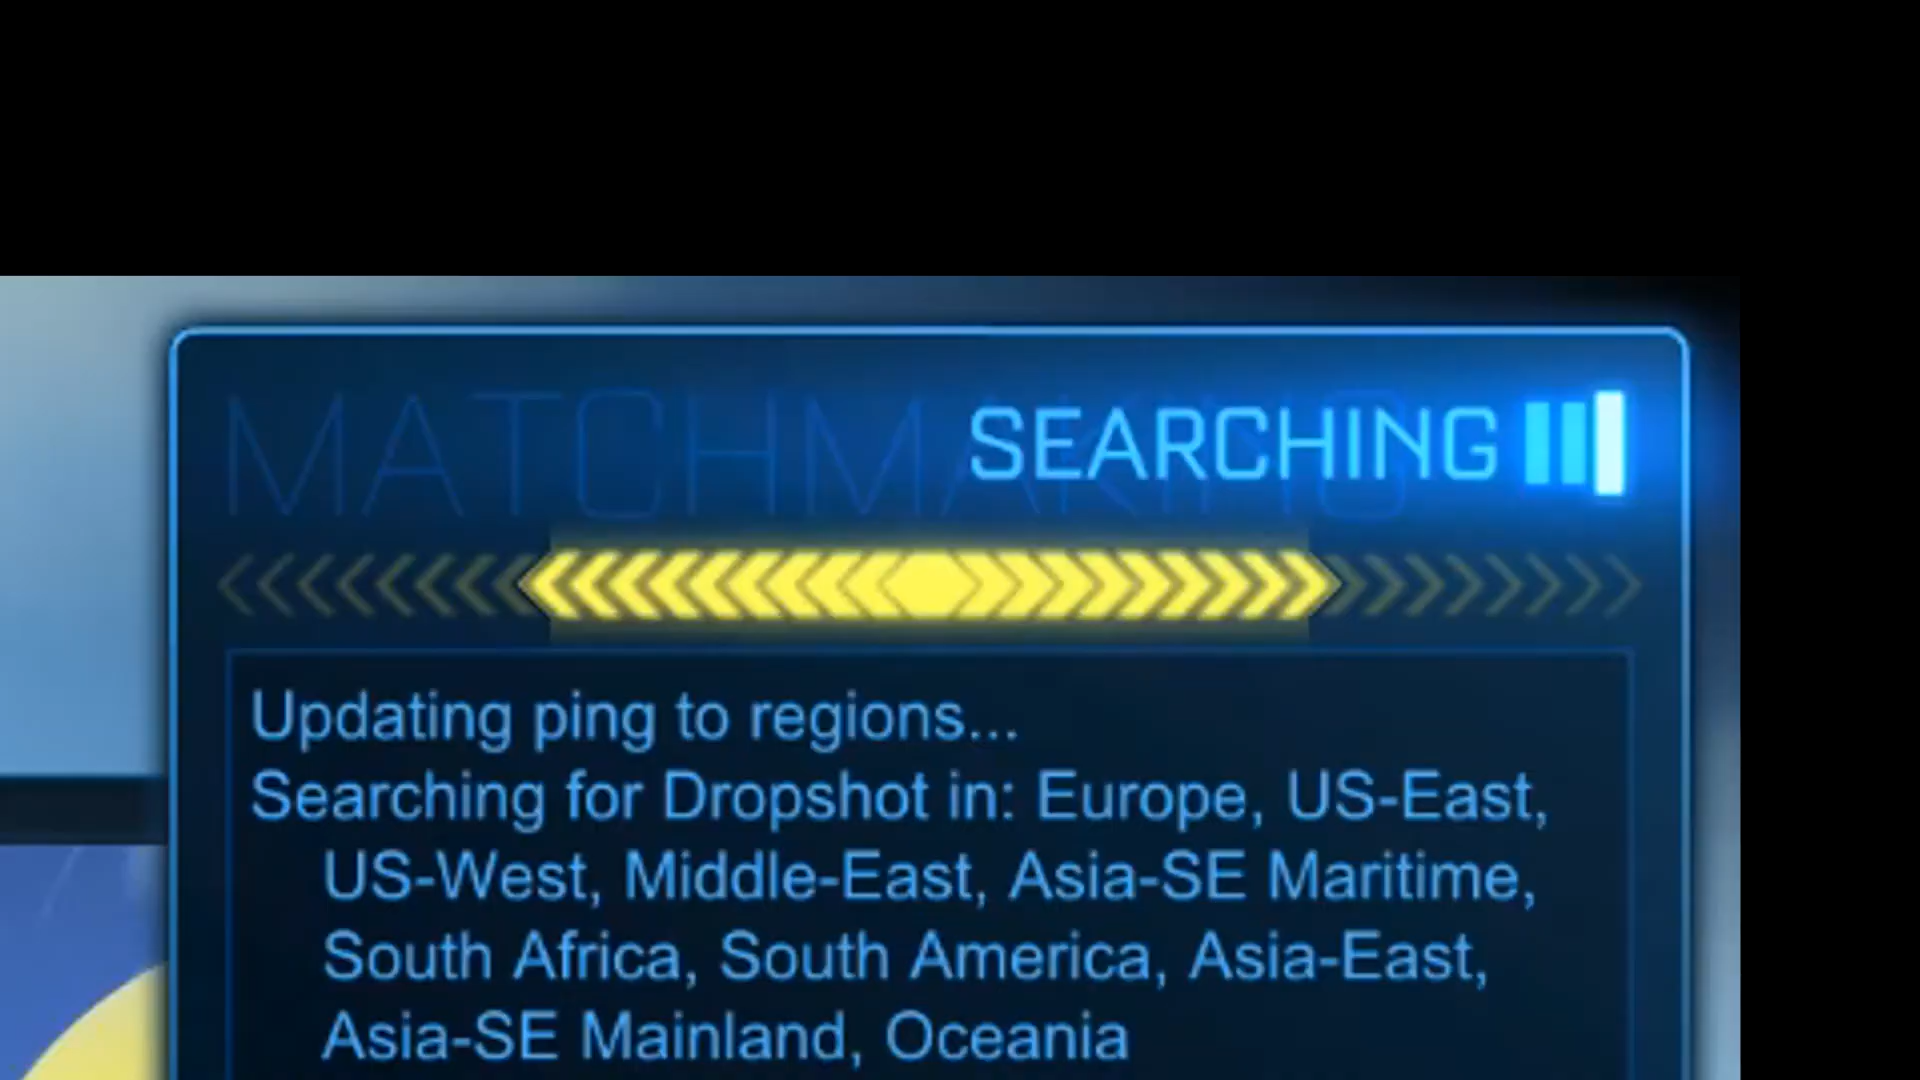 MATCHMAKING
SEARCHING
Updating ping to regions...
Searching for Dropshot in: Europe, US-East,
US-West, Middle-East, Asia-SE Maritime,
South Africa, South America, Asia-East,
Asia-SE Mainland, Oceania